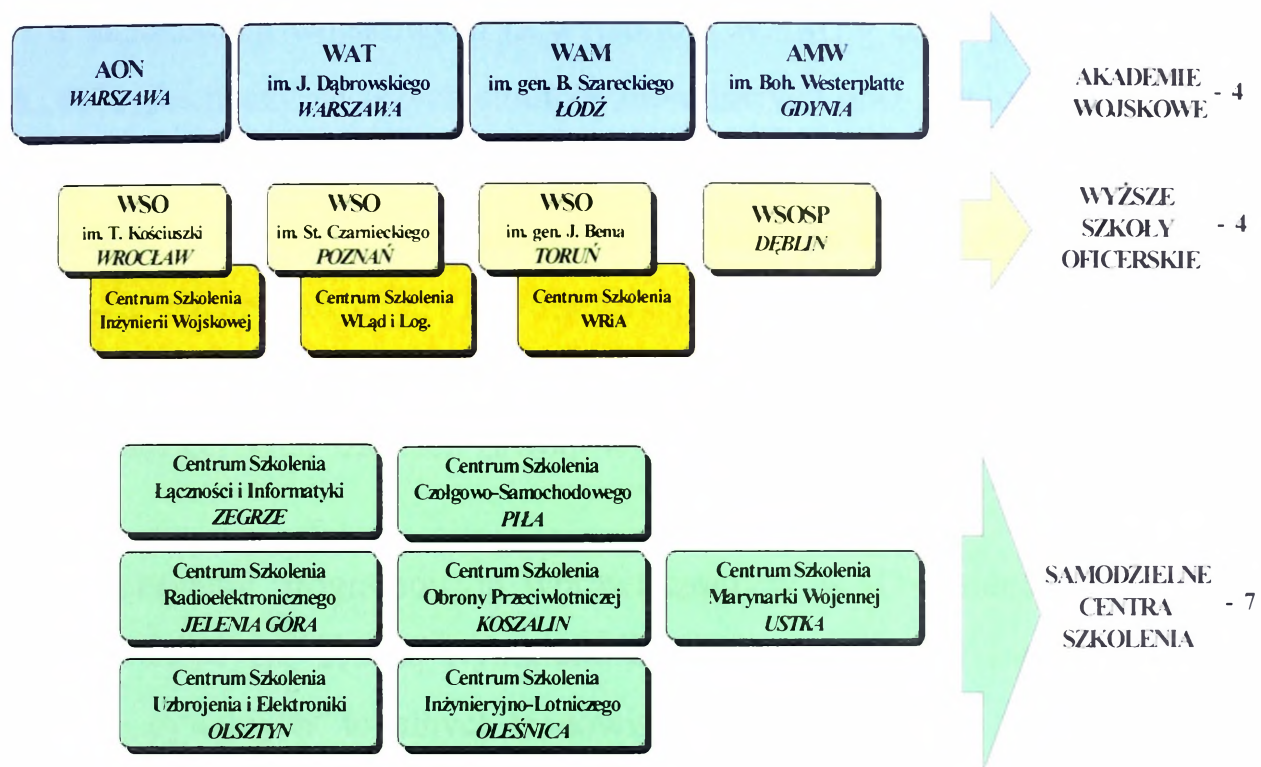 AON
WARSZAWA
WAT
im. J. Dąbrowskiego
WARSZAWA
WAM
im. gen. B. Szareckiego
ŁÓDŹ
AMW
im. Boh. Westerplatte
GDYNIA
AKADEMIE
WOJSKOWE - 4
WSO
im. T. Kościuszki
WROCŁAW
WSO
im. St. Czarnieckiego
POZNAŃ
WSO
im. gen. J. Bema
TORUŃ
WSOSP
DĘBLIN
WYŻSZE
SZKOŁY - 4
OFICERSKIE
Centrum Szkolenia
Inżynierii Wojskowej
Centrum Szkolenia
WLąd i Log.
Centrum Szkolenia
WRiA
Centrum Szkolenia
Łączności i Informatyki
ZEGRZE
Centrum Szkolenia
Czołgowo-Samochodowego
PIŁA
Centrum Szkolenia
Radioelektronicznego
JELENIA GÓRA
Centrum Szkolenia
Obrony Przeciwlotniczej
KOSZALIN
Centrum Szkolenia
Marynarki Wojennej
USTKA
SAMODZIELNE
CENTRA - 7
SZKOLENIA
Centrum Szkolenia
Uzbrojenia i Elektroniki
OLSZTYN
Centrum Szkolenia
Inżynieryjno-Lotniczego
OLEŚNICA